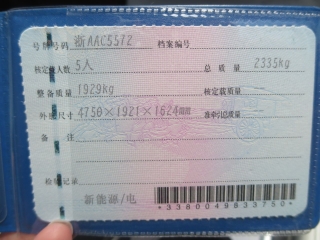 号牌号码 浙AAC5572 档案编号
核定载人数 5人 总质量 2335kg
整备质量 1929kg 核定载质量
外廓尺寸 4750×1921×1624mm 准牵引总质量
备注
检验记录
新能源/电
*3380049833750*